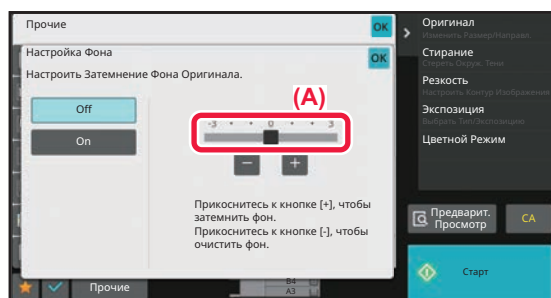 Прочие
OK
Настройка Фона
OK
Настроить Затемнение Фона Оригинала.
Off
On
(A)
-3 • • 0 • • 3
−
+
Прикоснитесь к кнопке [+], чтобы
затемнить фон.
Прикоснитесь к кнопке [-], чтобы
очистить фон.
Оригинал
Изменить Размер/Направл.
Стирание
Стереть Окруж. Тени
Резкость
Настроить Контур Изображения
Экспозиция
Выбрать Тип/Экспозицию
Цветной Режим
Предварит.
Просмотр
CA
Старт
Прочие
B4
A3